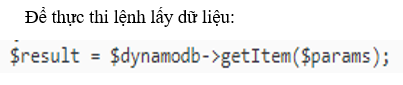 Để thực thi lệnh lấy dữ liệu:
$result = $dynamodb->getItem($params);